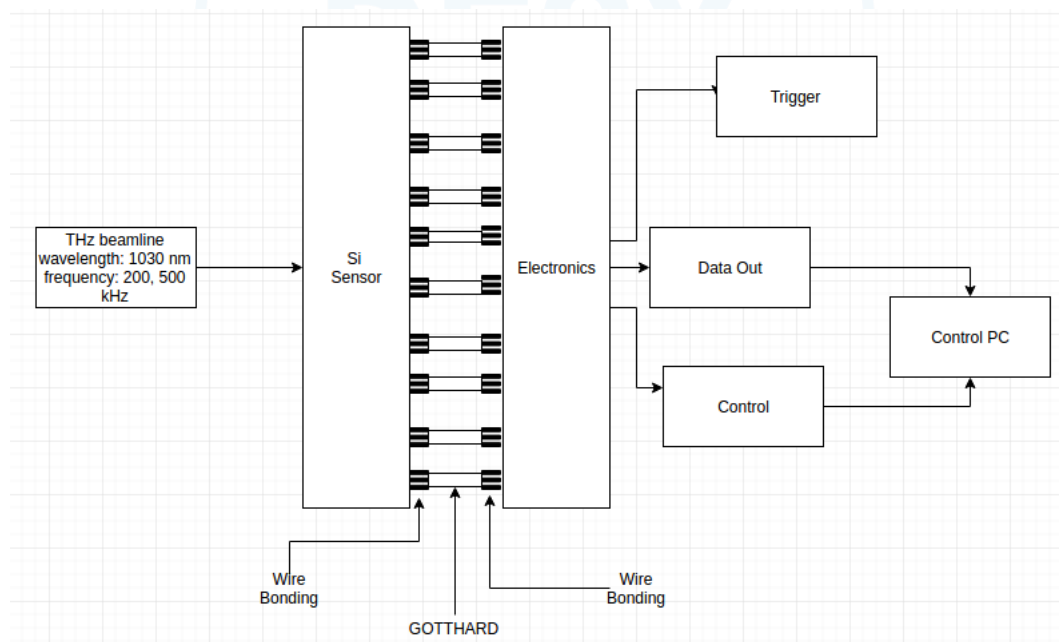 THz beamline
wavelength: 1030 nm
frequency: 200, 500
kHz
Si
Sensor
Electronics
Trigger
Data Out
Control PC
Control
Wire
Bonding
GOTTHARD
Wire
Bonding